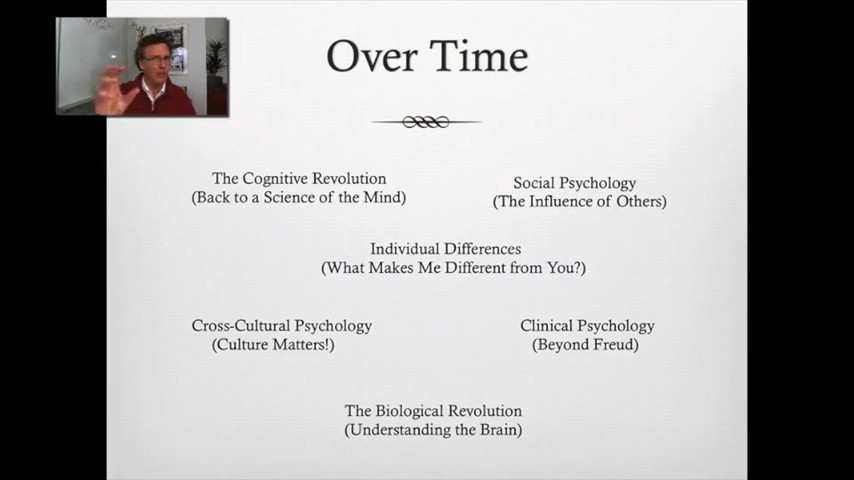 Over Time
The Cognitive Revolution
(Back to a Science of the Mind)
Social Psychology
(The Influence of Others)
Individual Differences
(What Makes Me Different from You?)
Cross-Cultural Psychology
(Culture Matters!)
Clinical Psychology
(Beyond Freud)
The Biological Revolution
(Understanding the Brain)